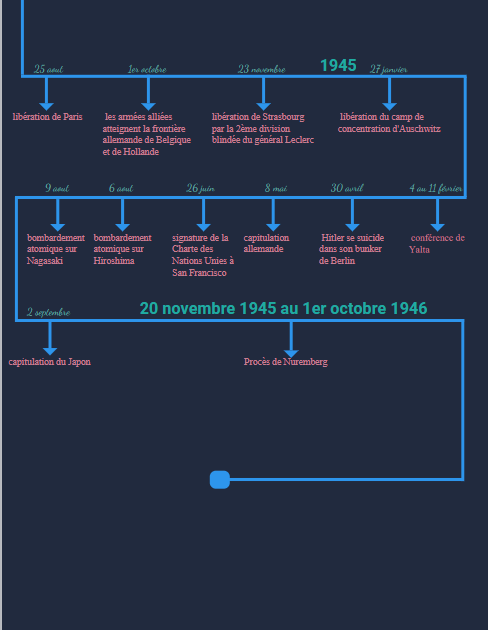 25 aout
1er octobre
23 novembre
1945
27 janvier
libération de Paris
les armées alliées
atteignent la frontière
allemande de Belgique
et de Hollande
libération de Strasbourg
par la 2ème division
blindée du général Leclerc
libération du camp de
concentration d'Auschwitz
9 aout
6 aout
26 juin
8 mai
30 avril
4 au 11 février
bombardement
atomique sur
Nagasaki
bombardement
atomique sur
Hiroshima
signature de la
Charte des
Nations Unies à
San Francisco
capitulation
allemande
Hitler se suicide
dans son bunker
de Berlin
conférence de
Yalta
2 septembre
20 novembre 1945 au 1er octobre 1946
capitulation du Japon
Procès de Nuremberg